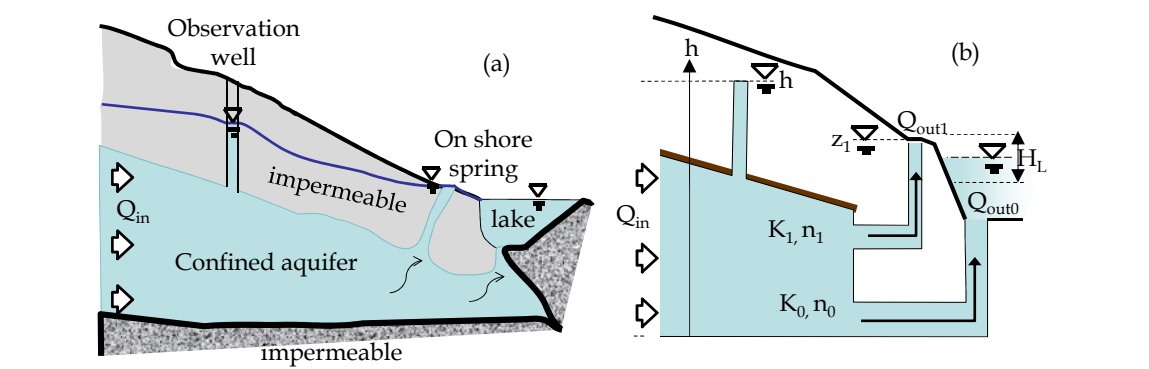 Observation
well
(a)
On shore
spring
impermeable
Q_in
lake
Confined aquifer
impermeable
h
(b)
h
Q_out1
z_1
H_L
Q_in
Q_out0
K_1, n_1
K_0, n_0